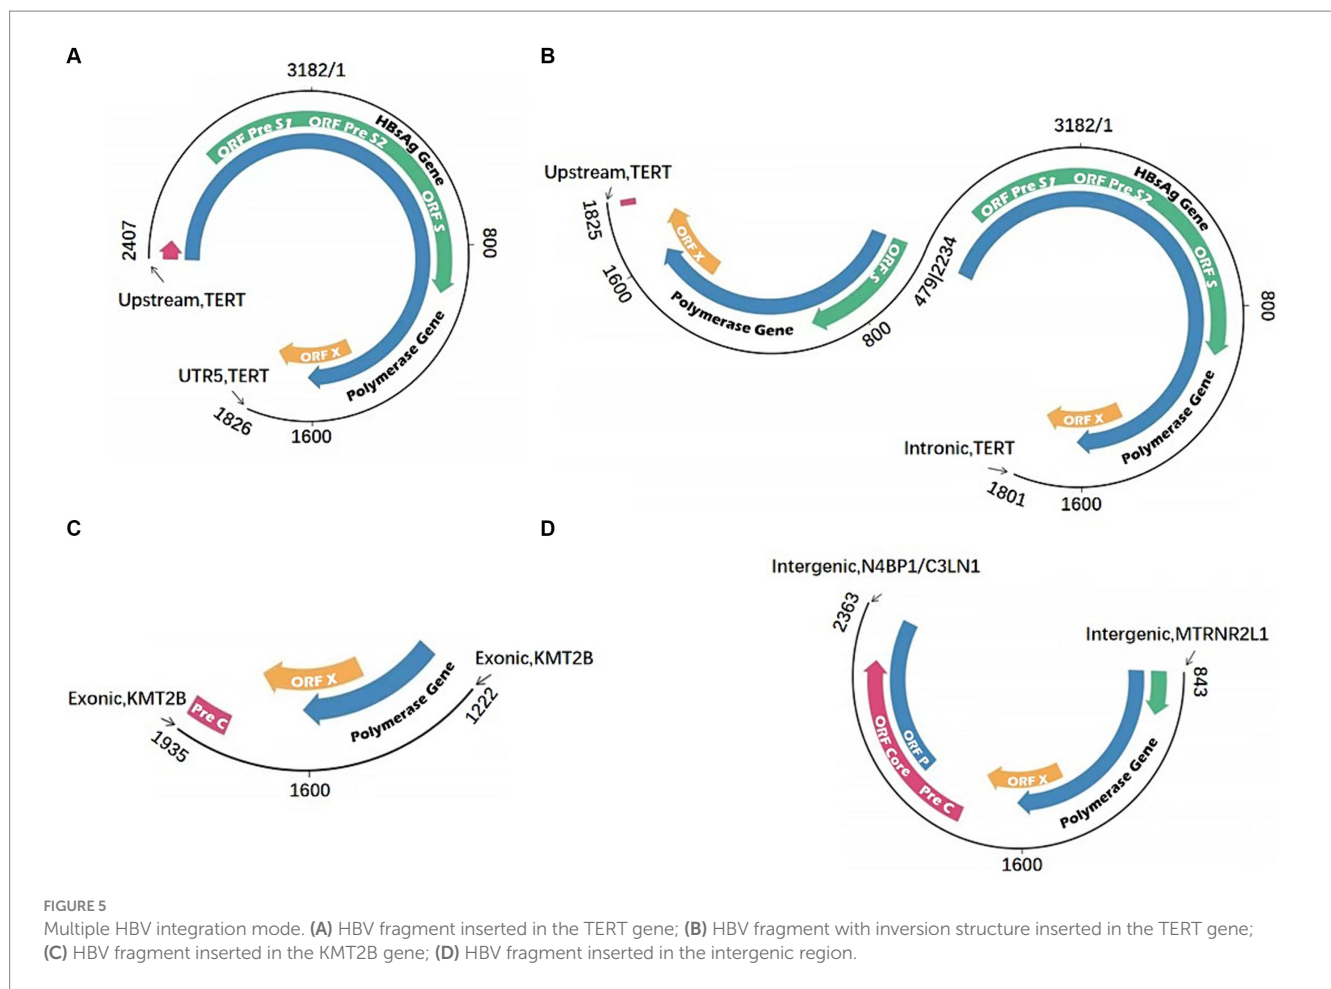 A
3182/1
ORF Pre S1
ORF Pre S2
HBsAg Gene
ORF S
800
2407
Upstream,TERT
Polymerase Gene
ORF X
UTR5,TERT
1826
1600
B
3182/1
Upstream,TERT
1825
1600
ORF X
ORF S
Polymerase Gene
800
479|2234
ORF Pre S1
ORF Pre S2
HBsAg Gene
ORF S
800
Polymerase Gene
ORF X
Intronic,TERT
1801
1600
C
Exonic,KMT2B
1222
ORF X
Polymerase Gene
Exonic,KMT2B
Pre C
1935
1600
D
Intergenic,N4BP1/C3LN1
2363
Intergenic,MTRNR2L1
843
ORF P
ORF Core
Pre C
ORF X
Polymerase Gene
1600
FIGURE 5
Multiple HBV integration mode. (A) HBV fragment inserted in the TERT gene; (B) HBV fragment with inversion structure inserted in the TERT gene;
(C) HBV fragment inserted in the KMT2B gene; (D) HBV fragment inserted in the intergenic region.